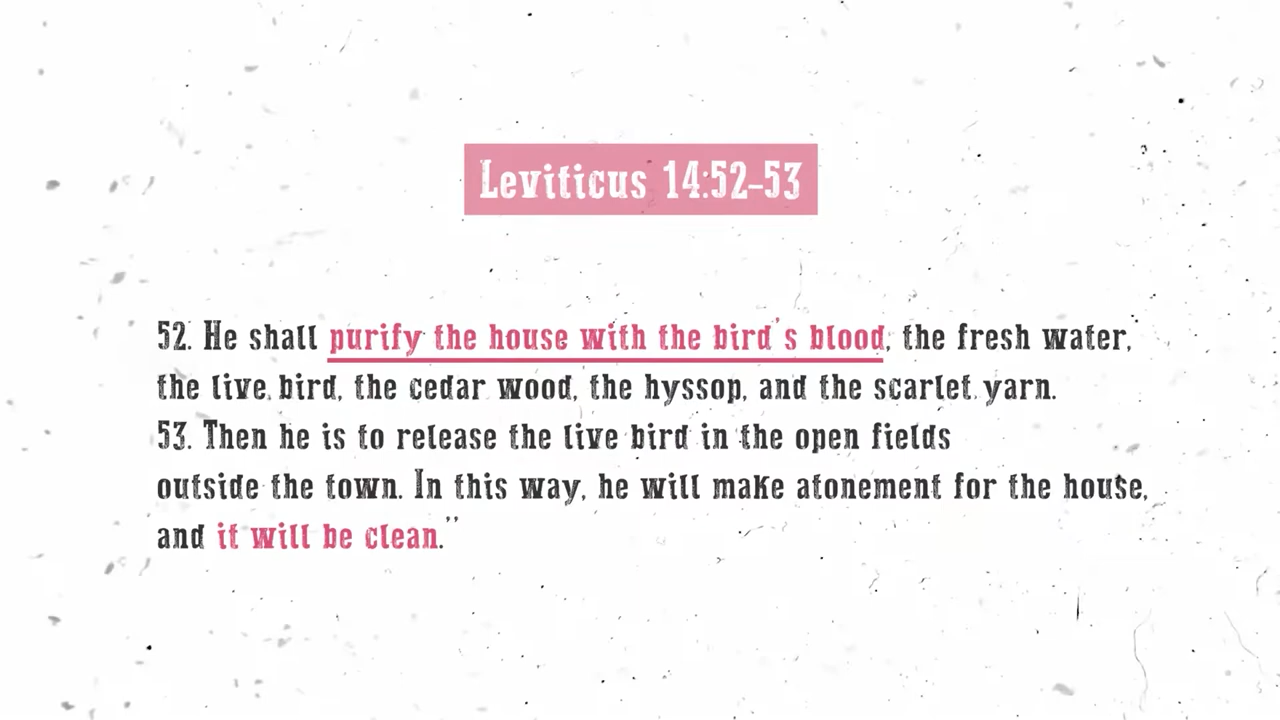 Leviticus 14:52-53
52. He shall purify the house with the bird's blood, the fresh water,
the live bird, the cedar wood, the hyssop, and the scarlet yarn.
53. Then he is to release the live bird in the open fields
outside the town. In this way, he will make atonement for the house,
and it will be clean.”